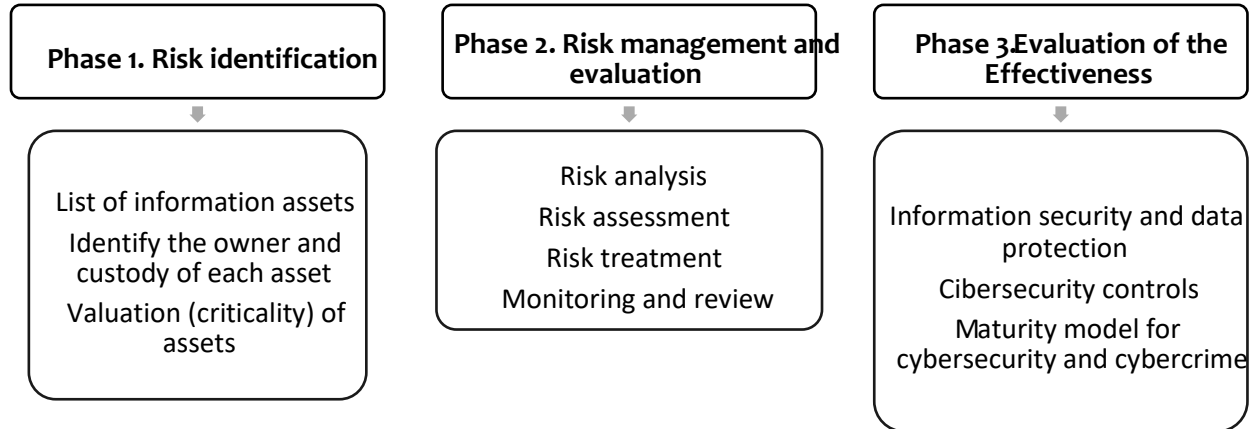 Phase 1. Risk identification
List of information assets
Identify the owner and
custody of each asset
Valuation (criticality) of
assets
Phase 2. Risk management and
evaluation
Risk analysis
Risk assessment
Risk treatment
Monitoring and review
Phase 3.Evaluation of the
Effectiveness
Information security and data
protection
Cibersecurity controls
Maturity model for
cybersecurity and cybercrime